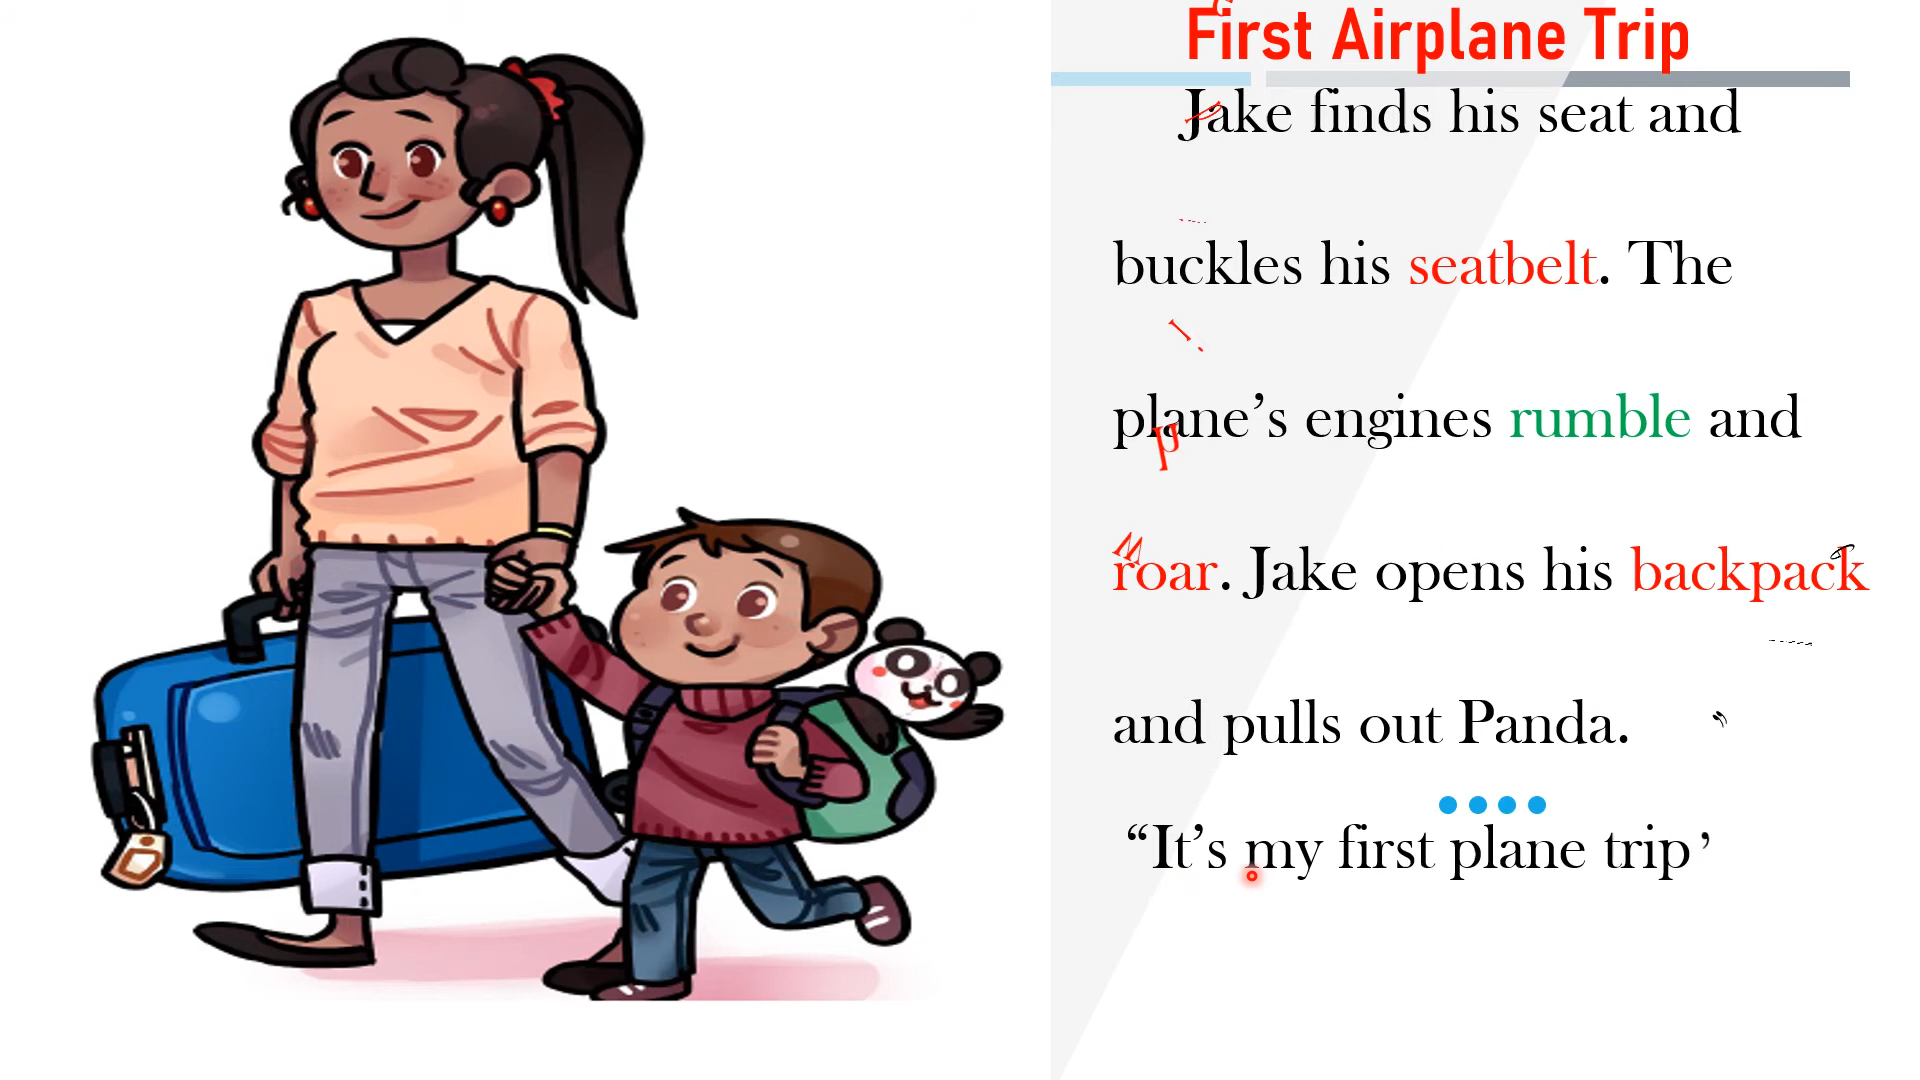 First Airplane Trip
Jake finds his seat and
buckles his seatbelt. The
plane’s engines rumble and
roar. Jake opens his backpack
and pulls out Panda.
“It’s my first plane trip